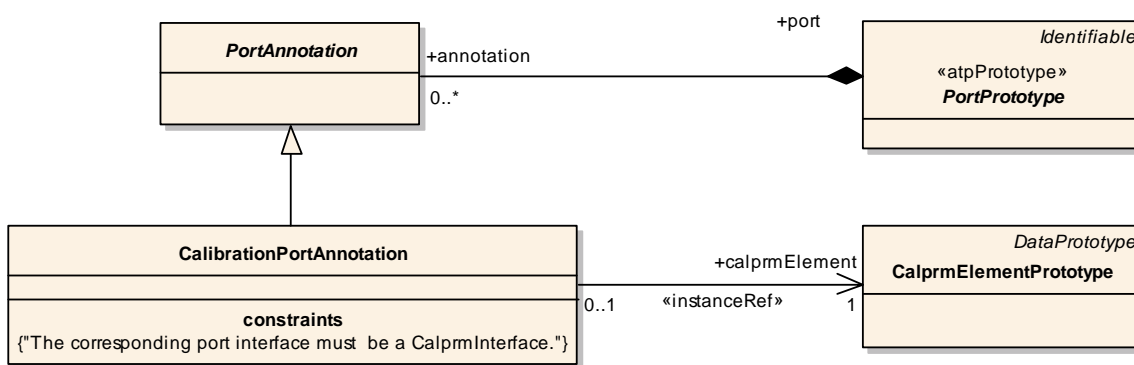 PortAnnotation
+annotation
0..*
+port
Identifiable
«atpPrototype»
PortPrototype
CalibrationPortAnnotation
constraints
{"The corresponding port interface must  be a CalprmInterface."}
+calprmElement
0..1
«instanceRef»
1
DataPrototype
CalprmElementPrototype